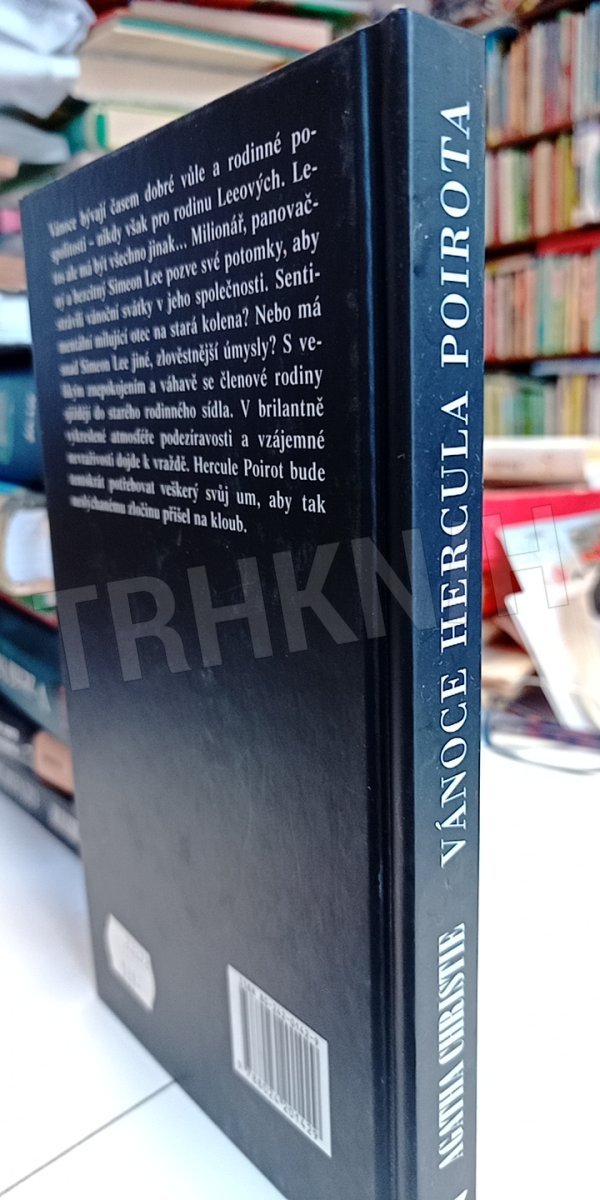 Vánoce bývají časem dobré vůle a rodinné po-
spolitosti – nikdy však pro rodinu Leeových. Le-
tos ale má být všechno jinak... Milionář, panovač-
ný a bezcitný Simeon Lee pozve své potomky, aby
strávili vánoční svátky v jeho společnosti. Senti-
mentální milující otec na stará kolena? Nebo má
snad Simeon Lee jiné, zlověstnější úmysly? S ve-
likým znepokojením a váhavě se členové rodiny
sjíždějí do starého rodinného sídla. V brilantně
vykreslené atmosféře podezíravosti a vzájemné
nevraživosti dojde k vraždě. Hercule Poirot bude
tentokrát potřebovat veškerý svůj um, aby tak
neslýchanému zločinu přišel na kloub.
TRHKN H
AGATHA CHRISTIE VÁNOCE HERCULA POIROTA